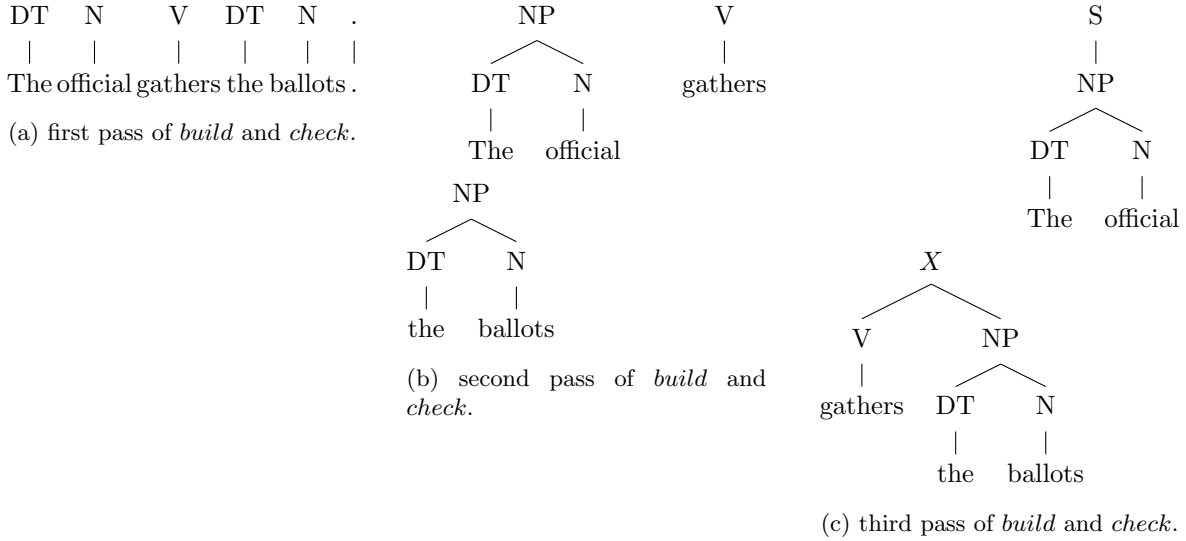 DT N V DT N .
The official gathers the ballots .
(a) first pass of build and check.
NP V
DT N gathers
The official
NP
DT N
the ballots
(b) second pass of build and
check.
S
NP
DT N
The official
X
V NP
gathers DT N
the ballots
(c) third pass of build and check.